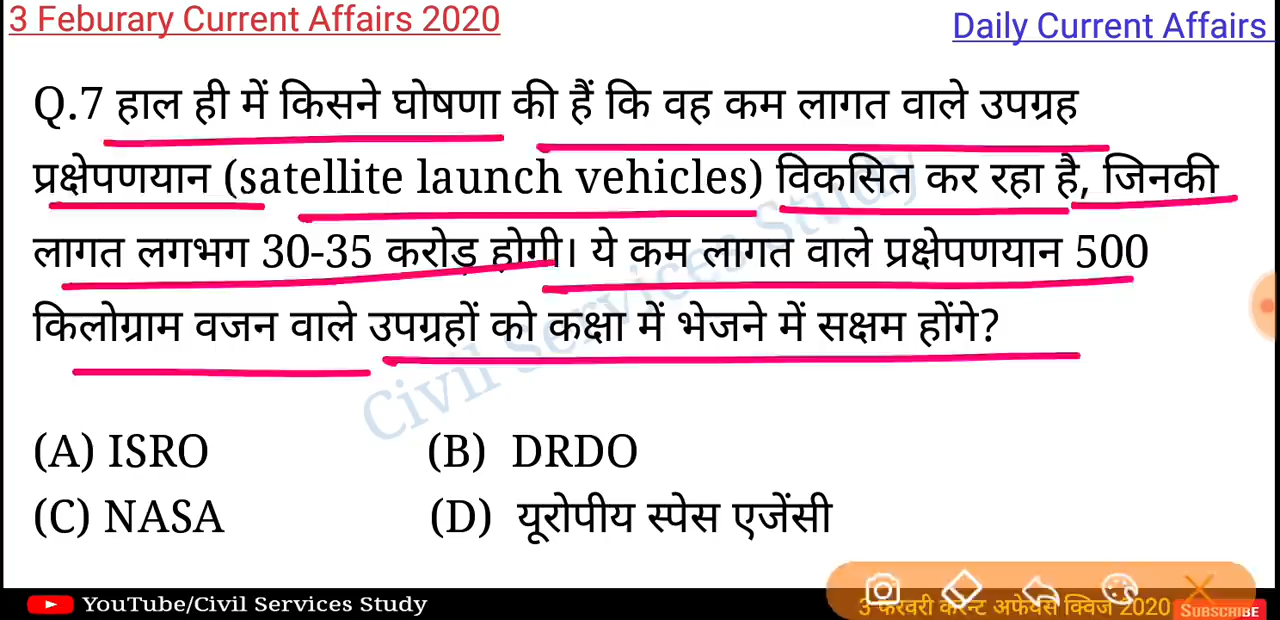 3 Feburary Current Affairs 2020
Daily Current Affairs
Q.7 हाल ही में किसने घोषणा की हैं कि वह कम लागत वाले उपग्रह
प्रक्षेपणयान (satellite launch vehicles) विकसित कर रहा है, जिनकी
लागत लगभग 30-35 करोड़ होगी। ये कम लागत वाले प्रक्षेपणयान 500
किलोग्राम वजन वाले उपग्रहों को कक्षा में भेजने में सक्षम होंगे?
Civil Services Study
(A) ISRO
(B) DRDO
(C) NASA
(D) यूरोपीय स्पेस एजेंसी
YouTube/Civil Services Study
3 फरवरी करेन्ट अफेयर्स क्विज 2020
SUBSCRIBE